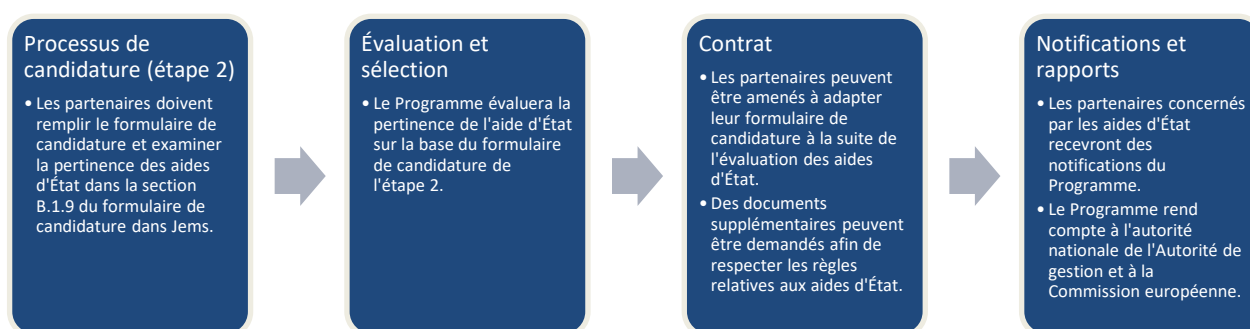 Processus de
candidature (étape 2)
• Les partenaires doivent
remplir le formulaire de
candidature et examiner
la pertinence des aides
d'État dans la section
B.1.9 du formulaire de
candidature dans Jems.
Évaluation et
sélection
• Le Programme évaluera la
pertinence de l'aide d'État
sur la base du formulaire
de candidature de
l'étape 2.
Contrat
• Les partenaires peuvent
être amenés à adapter
leur formulaire de
candidature à la suite de
l'évaluation des aides
d'État.
• Des documents
supplémentaires peuvent
être demandés afin de
respecter les règles
relatives aux aides d'État.
Notifications et
rapports
• Les partenaires concernés
par les aides d'État
recevront des
notifications du
Programme.
• Le Programme rend
compte à l'autorité
nationale de l'Autorité de
gestion et à la
Commission européenne.